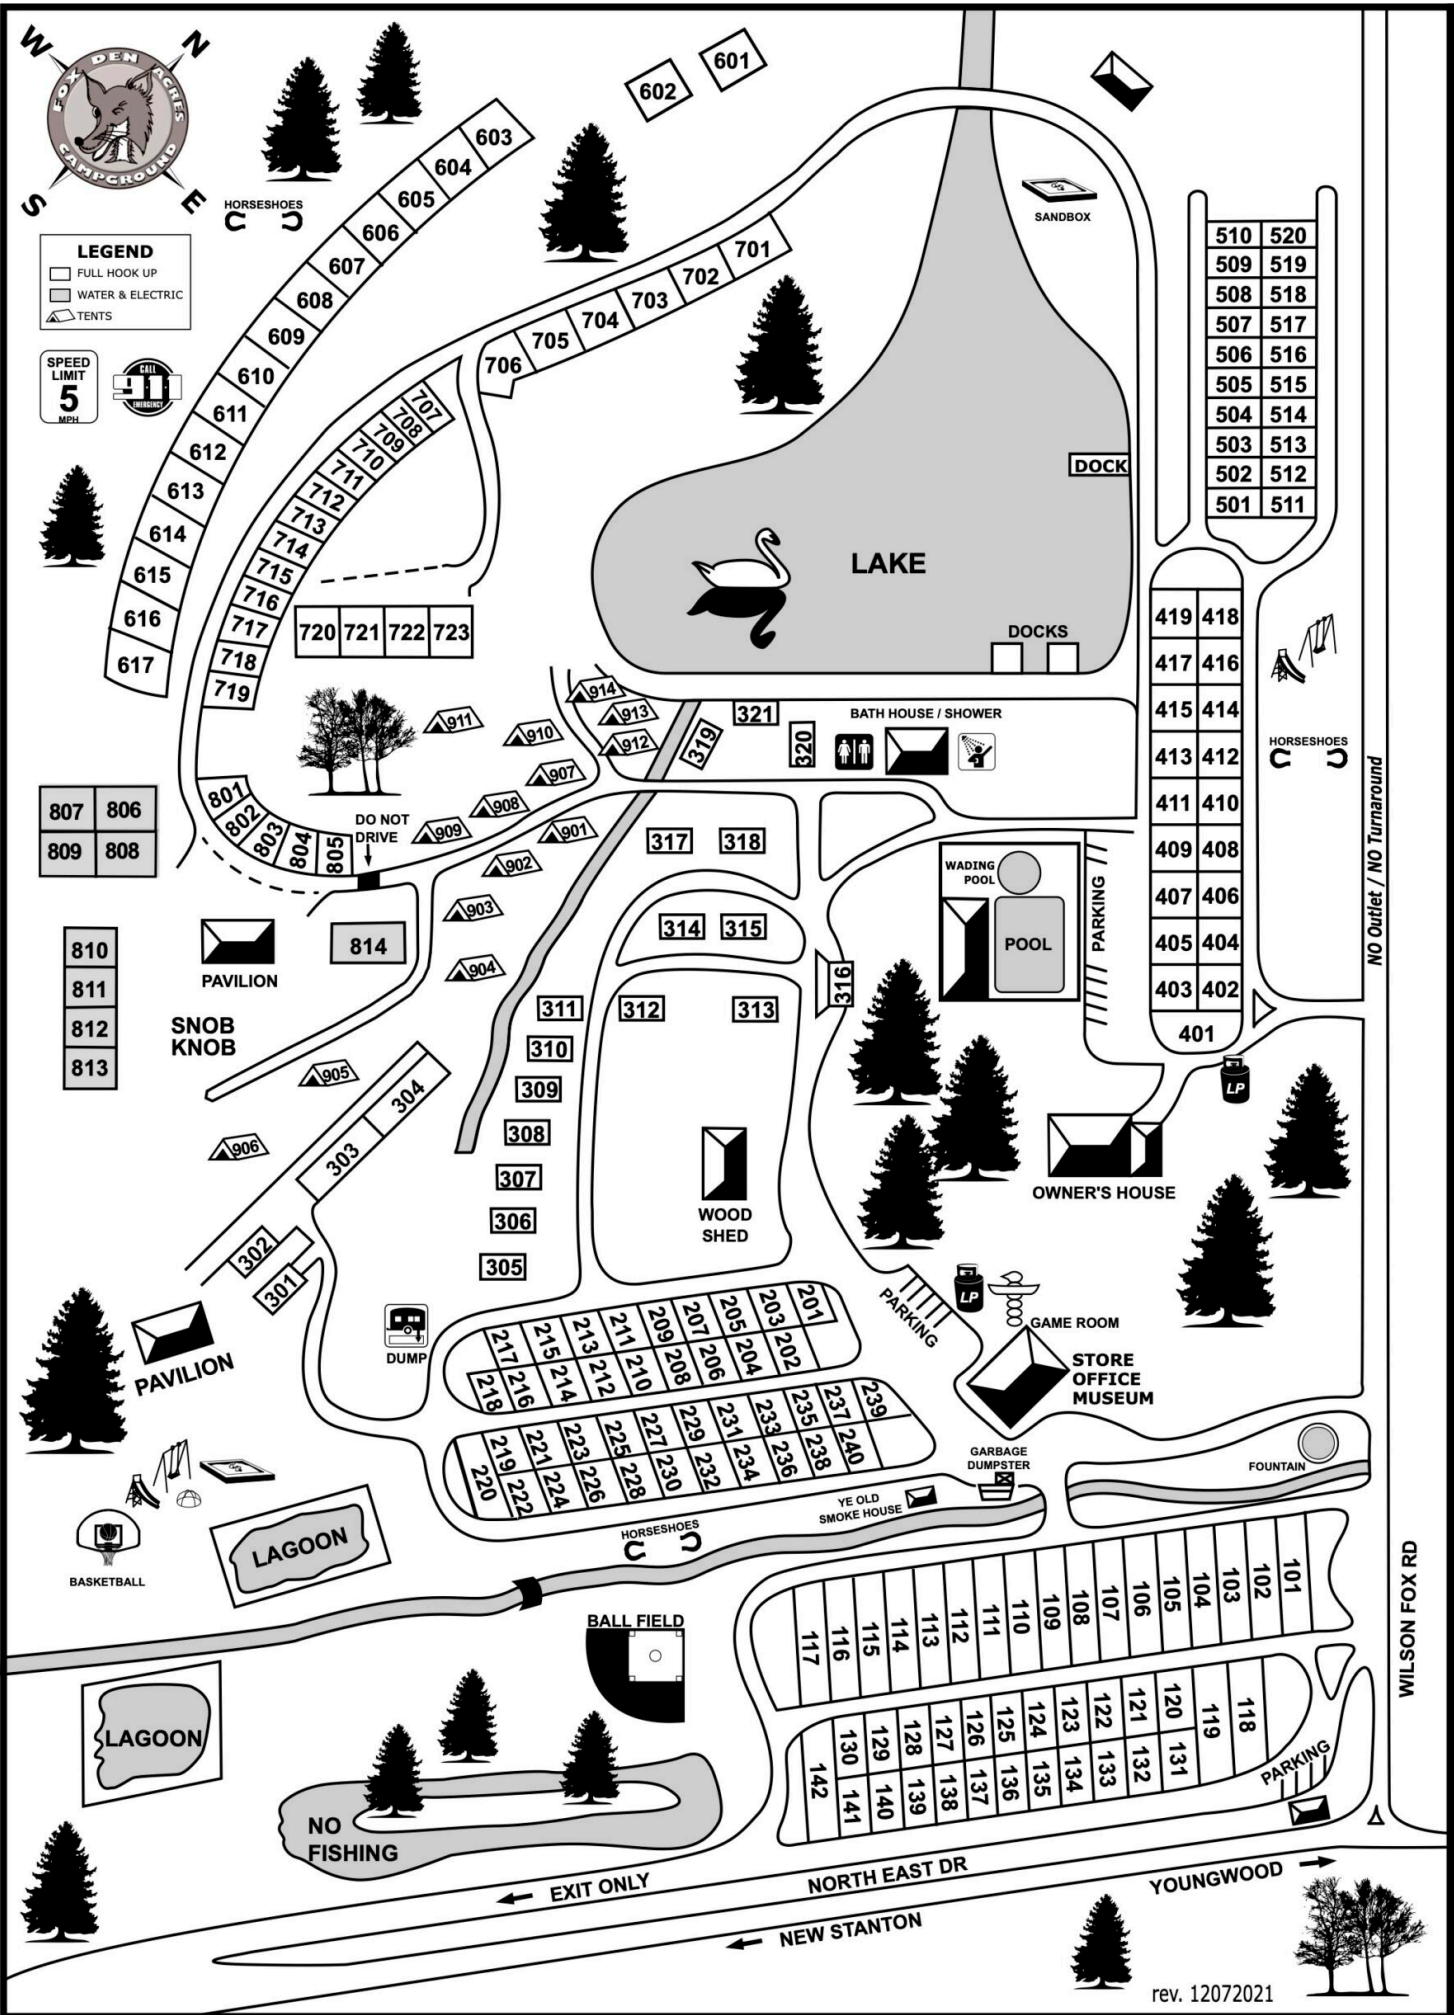 W
N
S
E
FOX DEN ACRES
CAMPGROUND
LEGEND
FULL HOOK UP
WATER & ELECTRIC
TENTS
SPEED
LIMIT
5
MPH
CALL
911
EMERGENCY
HORSESHOES
601
602
603
604
605
606
607
608
609
610
611
612
613
614
615
616
617
701
702
703
704
705
706
707
708
709
710
711
712
713
714
715
716
717
718
719
720 721 722 723
SANDBOX
DOCK
LAKE
DOCKS
510 520
509 519
508 518
507 517
506 516
505 515
504 514
503 513
502 512
501 511
419 418
417 416
415 414
413 412
411 410
409 408
407 406
405 404
403 402
401
HORSESHOES
NO Outlet / NO Turnaround
WILSON FOX RD
914
913
912
911
910
907
908
909
901
902
903
904
905
906
319
321
320
BATH HOUSE / SHOWER
801
802
803
804
805
DO NOT
DRIVE
807 806
809 808
810
811
812
813
PAVILION
814
SNOB
KNOB
317 318
314 315
316
311 312 313
310
309
308
307
306
305
304
303
302
301
WADING
POOL
POOL
PARKING
LP
OWNER'S HOUSE
WOOD
SHED
PAVILION
DUMP
PARKING
LP
GAME ROOM
STORE
OFFICE
MUSEUM
217 215 213 211 209 207 205 203 201
218 216 214 212 210 208 206 204 202
219 221 223 225 227 229 231 233 235 237 239
220 222 224 226 228 230 232 234 236 238 240
GARBAGE
DUMPSTER
FOUNTAIN
YE OLD
SMOKE HOUSE
HORSESHOES
BASKETBALL
LAGOON
LAGOON
BALL FIELD
117 116 115 114 113 112 111 110 109 108 107 106 105 104 103 102 101
130 129 128 127 126 125 124 123 122 121 120 119 118
142 141 140 139 138 137 136 135 134 133 132 131
PARKING
NO
FISHING
EXIT ONLY
NORTH EAST DR
YOUNGWOOD
NEW STANTON
rev. 12072021